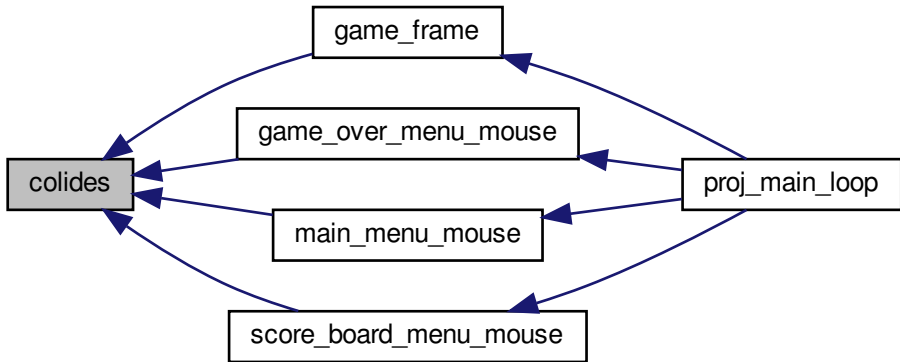 game_frame
game_over_menu_mouse
colides
proj_main_loop
main_menu_mouse
score_board_menu_mouse